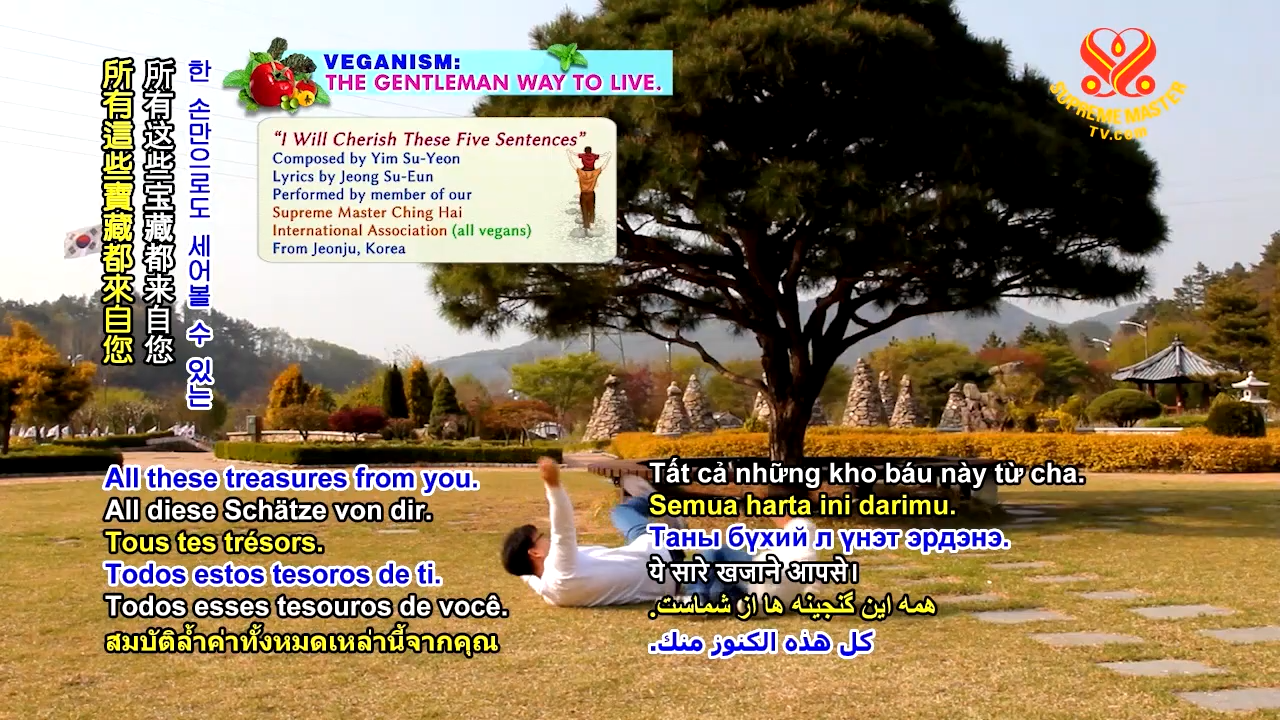 VEGANISM:
THE GENTLEMAN WAY TO LIVE.
SUPREME MASTER
TV.com
“I Will Cherish These Five Sentences”
Composed by Yim Su-Yeon
Lyrics by Jeong Su-Eun
Performed by member of our
Supreme Master Ching Hai
International Association (all vegans)
From Jeonju, Korea
한 손만으로도 세어볼 수 있는
所有这些宝藏都来自您
所有這些寶藏都來自您
All these treasures from you.
All diese Schätze von dir.
Tous tes trésors.
Todos estos tesoros de ti.
Todos esses tesouros de você.
สมบัติล้ำค่าทั้งหมดเหล่านี้จากคุณ
Tất cả những kho báu này từ cha.
Semua harta ini darimu.
Таны бүхий л үнэт эрдэнэ.
ये सारे खजाने आपसे।
همه این گنجینه ها از شماست.
كل هذه الكنوز منك.